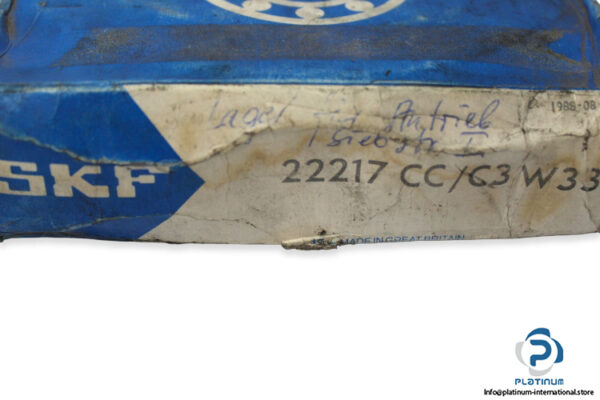 1988-08
Lager Antrieb
I
SKF
22217 CC/C3 W33
MADE IN GREAT BRITAIN
PLATINUM
Info@platinum-international.store